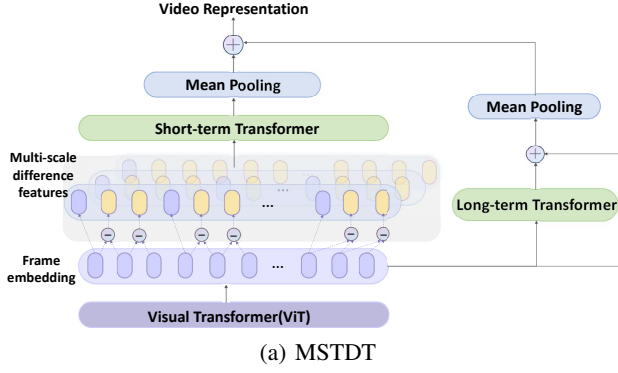 Video Representation
Mean Pooling
Mean Pooling
Short-term Transformer
Multi-scale
difference
features
...
...
Long-term Transformer
Frame
embedding
...
Visual Transformer(ViT)
(a) MSTDT